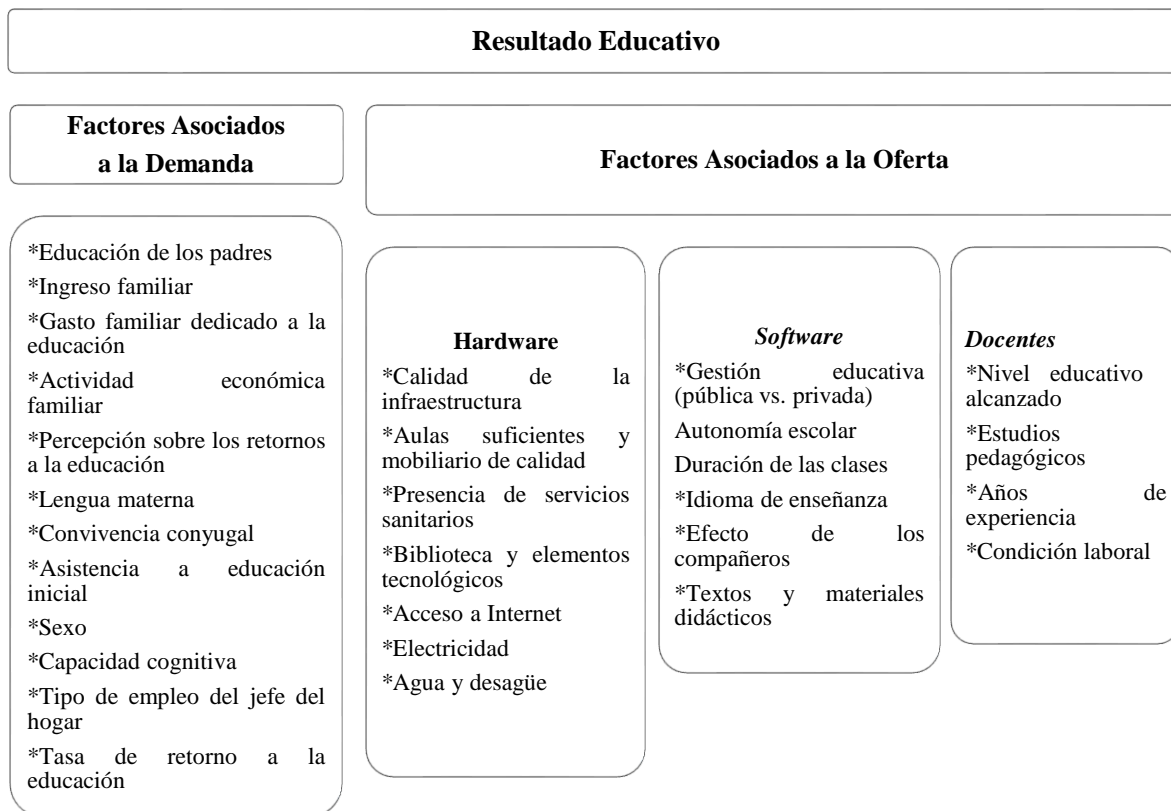 Resultado Educativo
Factores Asociados
a la Demanda
*Educación de los padres
*Ingreso familiar
*Gasto familiar dedicado a la
educación
*Actividad económica
familiar
*Percepción sobre los retornos
a la educación
*Lengua materna
*Convivencia conyugal
*Asistencia a educación
inicial
*Sexo
*Capacidad cognitiva
*Tipo de empleo del jefe del
hogar
*Tasa de retorno a la
educación
Factores Asociados a la Oferta
Hardware
*Calidad de la
infraestructura
*Aulas suficientes y
mobiliario de calidad
*Presencia de servicios
sanitarios
*Biblioteca y elementos
tecnológicos
*Acceso a Internet
*Electricidad
*Agua y desagüe
Software
*Gestión educativa
(pública vs. privada)
Autonomía escolar
Duración de las clases
*Idioma de enseñanza
*Efecto de los
compañeros
*Textos y materiales
didácticos
Docentes
*Nivel educativo
alcanzado
*Estudios
pedagógicos
*Años de
experiencia
*Condición laboral